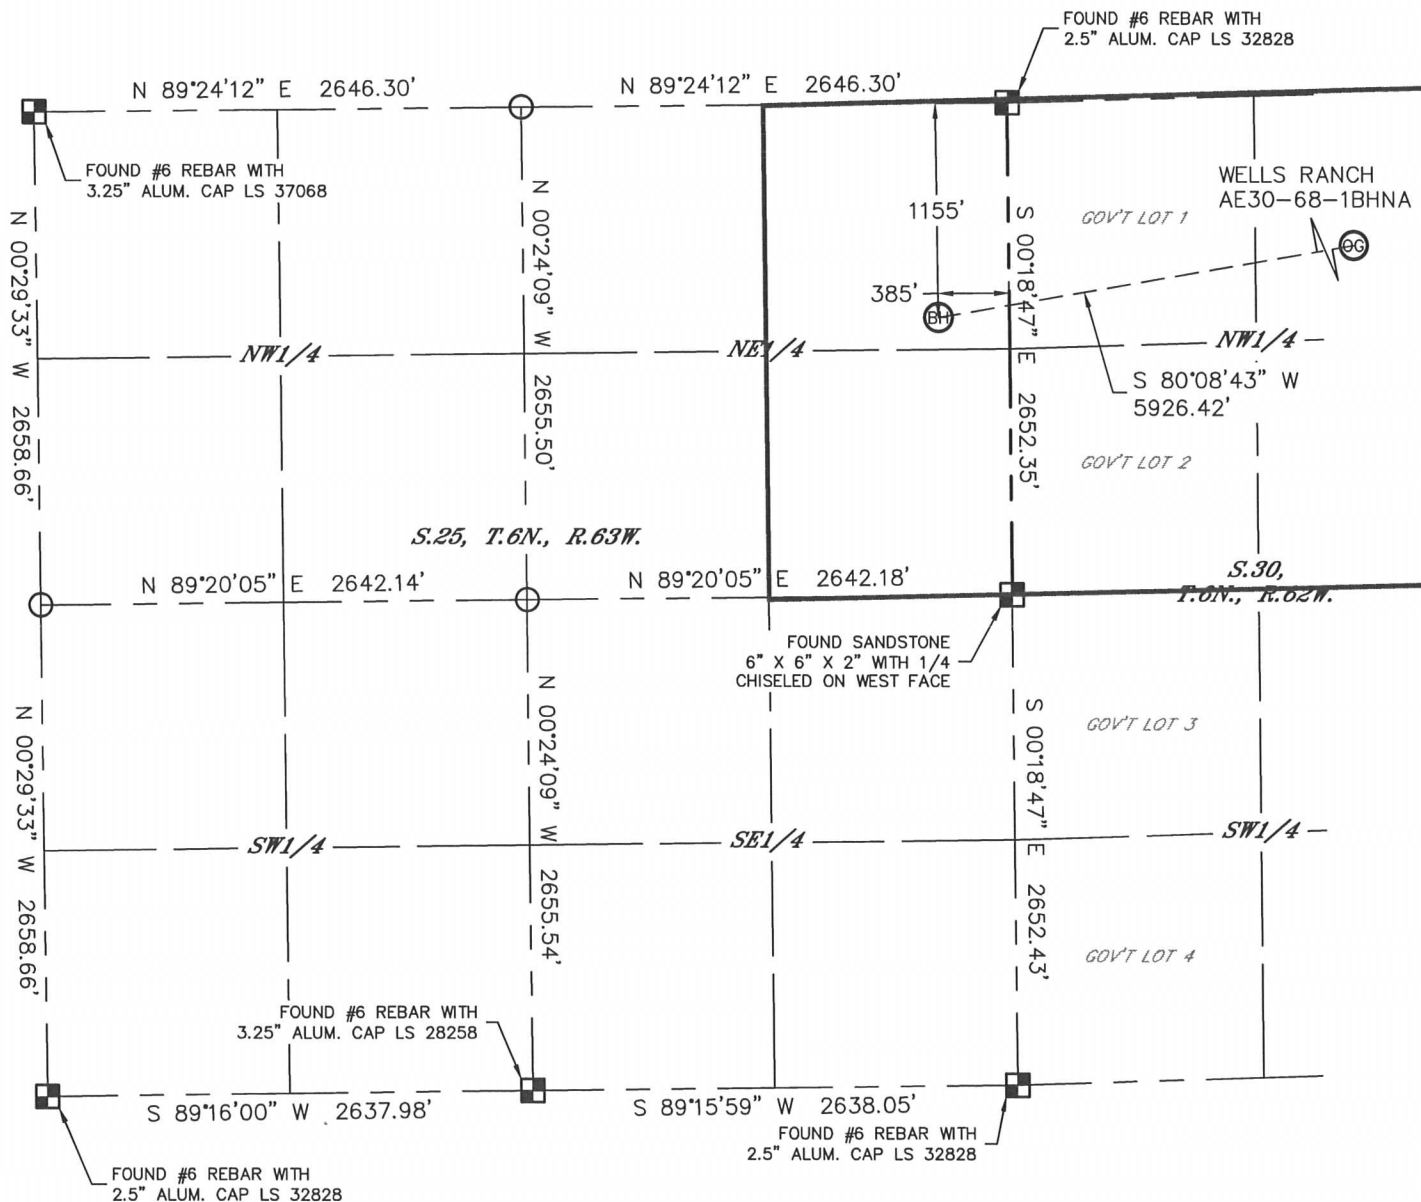 FOUND #6 REBAR WITH
2.5" ALUM. CAP LS 32828
N 89°24'12" E 2646.30'
N 89°24'12" E 2646.30'
FOUND #6 REBAR WITH
3.25" ALUM. CAP LS 37068
WELLS RANCH
AE30-68-1BHNA
GOV'T LOT 1
1155'
OG
385'
BH
N 00°29'33" W 2658.66'
N 00°24'09" W 2655.50'
S 00°18'47" E 2652.35'
NW1/4
NE1/4
NW1/4
S 80°08'43" W
5926.42'
GOV'T LOT 2
S.25, T.6N., R.63W.
S.30,
T.6N., R.62W.
N 89°20'05" E 2642.14'
N 89°20'05" E 2642.18'
FOUND SANDSTONE
6" X 6" X 2" WITH 1/4
CHISELED ON WEST FACE
GOV'T LOT 3
N 00°29'33" W 2658.66'
N 00°24'09" W 2655.54'
S 00°18'47" E 2652.43'
SW1/4
SE1/4
SW1/4
GOV'T LOT 4
FOUND #6 REBAR WITH
3.25" ALUM. CAP LS 28258
S 89°16'00" W 2637.98'
S 89°15'59" W 2638.05'
FOUND #6 REBAR WITH
2.5" ALUM. CAP LS 32828
FOUND #6 REBAR WITH
2.5" ALUM. CAP LS 32828